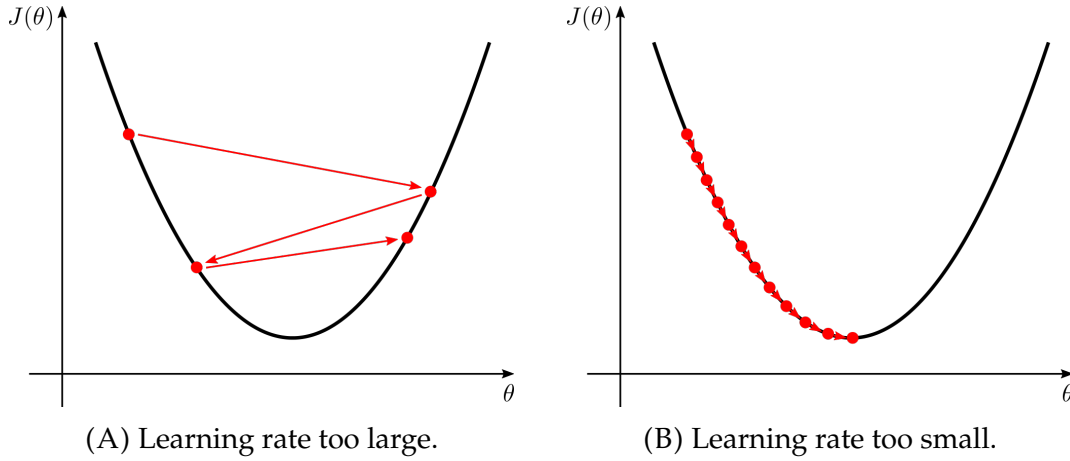 J(θ)
θ
(A) Learning rate too large.
J(θ)
θ
(B) Learning rate too small.